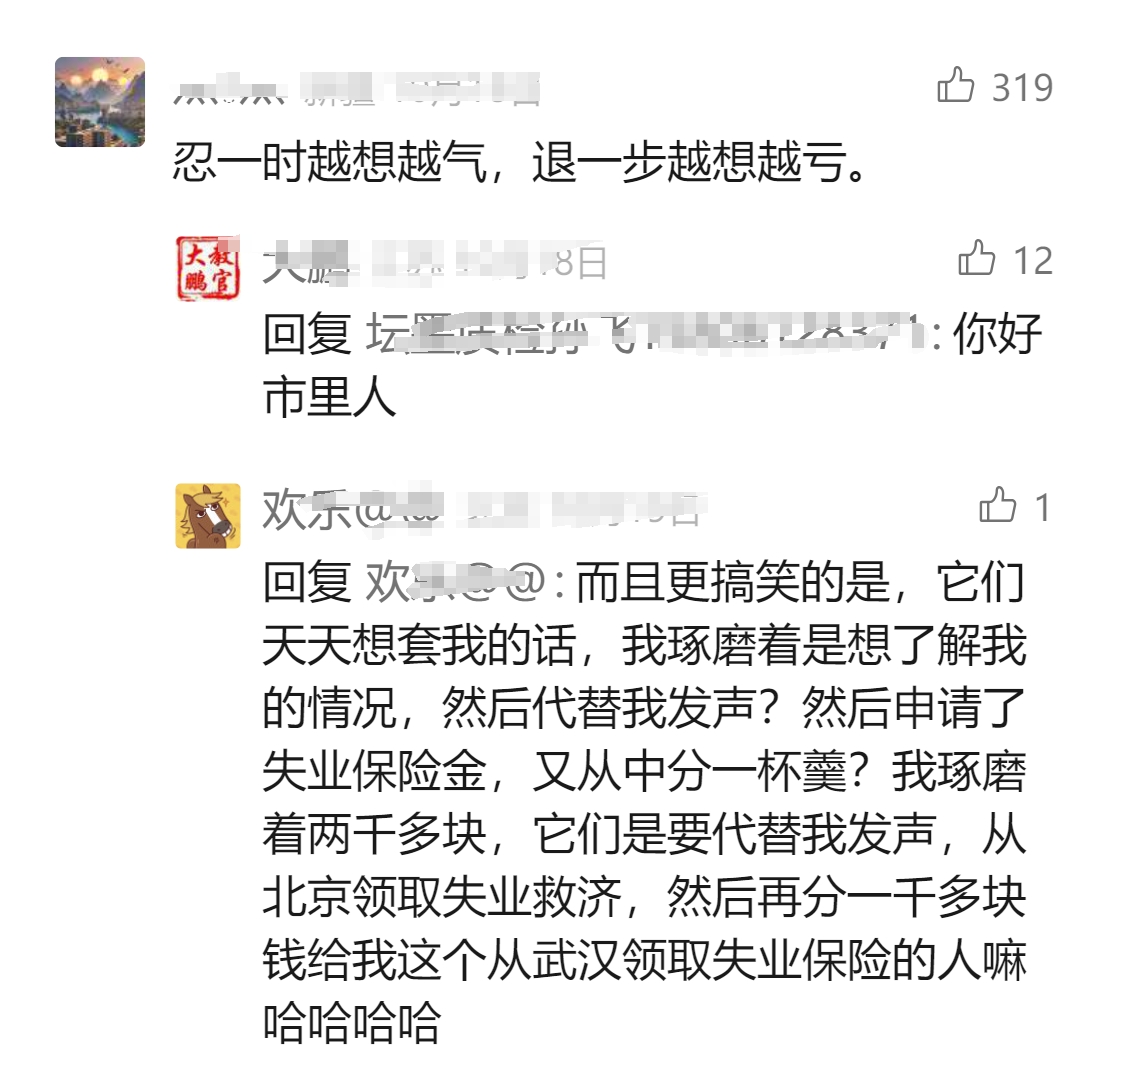 319
忍一时越想越气，退一步越想越亏。
大教
鹏官
8日
12
回复
：你好
市里人
欢乐@
1
回复 欢乐@@：而且更搞笑的是，它们
天天想套我的话，我琢磨着是想了解我
的情况，然后代替我发声？然后申请了
失业保险金，又从中分一杯羹？我琢磨
着两千多块，它们是要代替我发声，从
北京领取失业救济，然后再分一千多块
钱给我这个从武汉领取失业保险的人嘛
哈哈哈哈